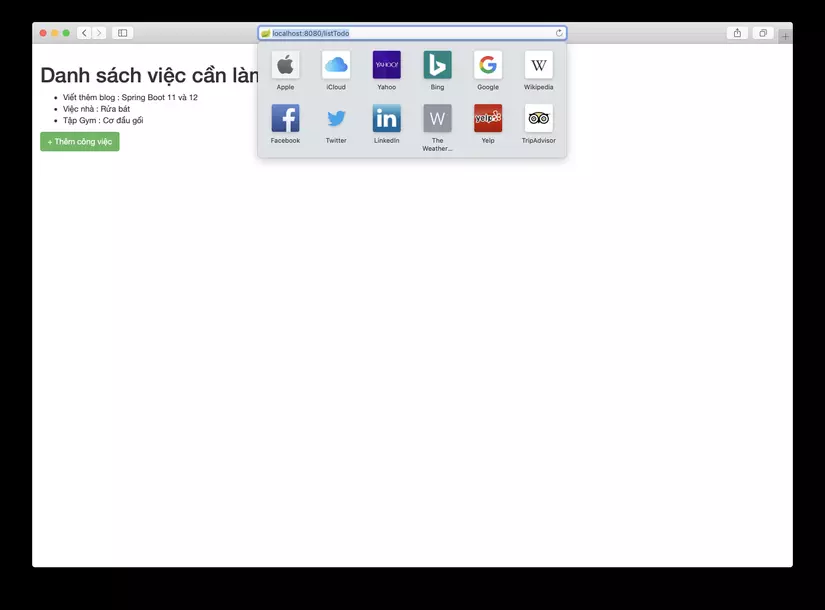 localhost:8080/listTodo
Apple
iCloud
Yahoo
Bing
Google
Wikipedia
YAHOO!
W
Facebook
Twitter
LinkedIn
The Weather...
Yelp
TripAdvisor
in
W
yelp
Danh sách việc cần làm
Viết thêm blog : Spring Boot 11 và 12
Việc nhà : Rửa bát
Tập Gym : Cơ đầu gối
+ Thêm công việc